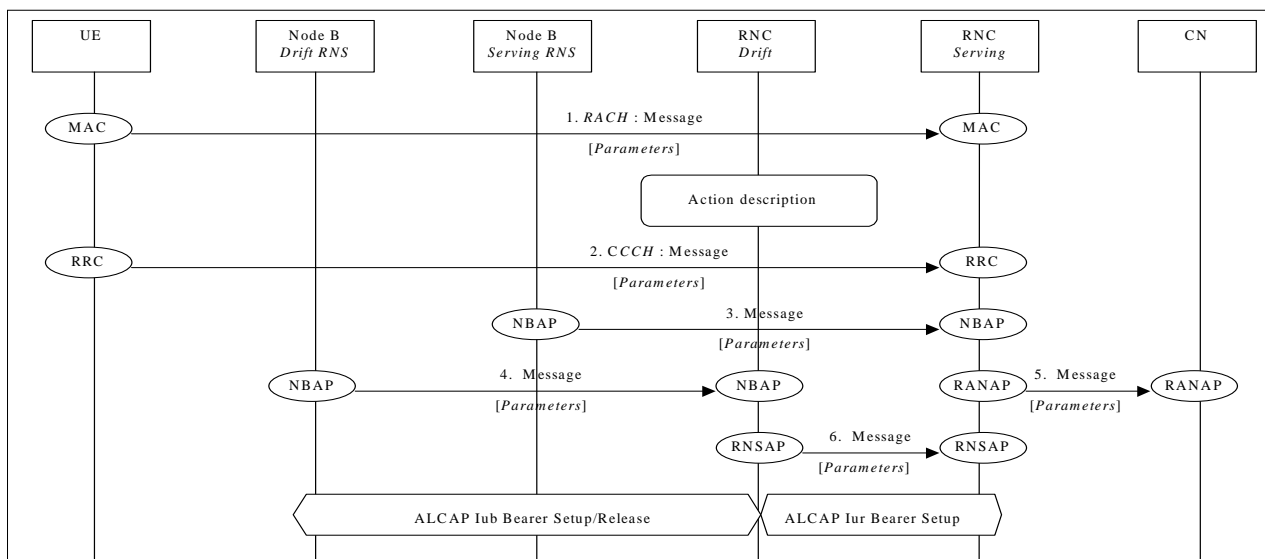 UE Node B Node B RNC RNC CN
Drift RNS Serving RNS Drift Serving
1. RACH : Message
MAC MAC
[Parameters]
Action description
2. CCCH : Message
RRC RRC
[Parameters]
3. Message
NBAP NBAP
[Parameters]
4. Message 5. Message
NBAP NBAP RANAP RANAP
[Parameters] [Parameters]
6. Message
RNSAP RNSAP
[Parameters]
ALCAP Iub Bearer Setup/Release ALCAP Iur Bearer Setup